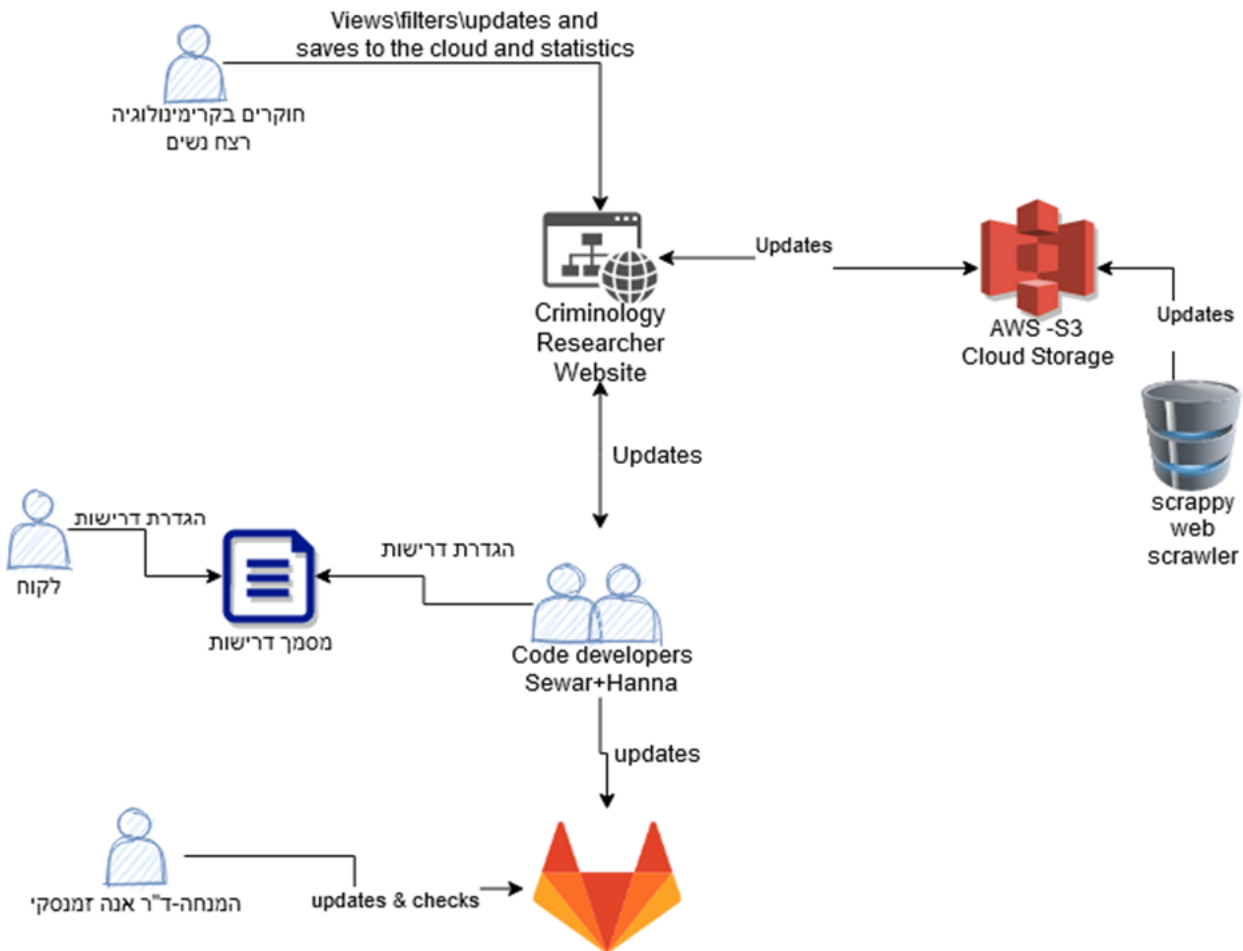 Views\filters\updates and
saves to the cloud and statistics
חוקרים בקרימינולוגיה
רצח נשים
Updates
Criminology
Researcher
Website
AWS -S3
Cloud Storage
Updates
Updates
scrappy
web
scrawler
הגדרת דרישות
לקוח
הגדרת דרישות
מסמך דרישות
Code developers
Sewar+Hanna
updates
המנחה-ד"ר אנה זמנסקי
updates & checks